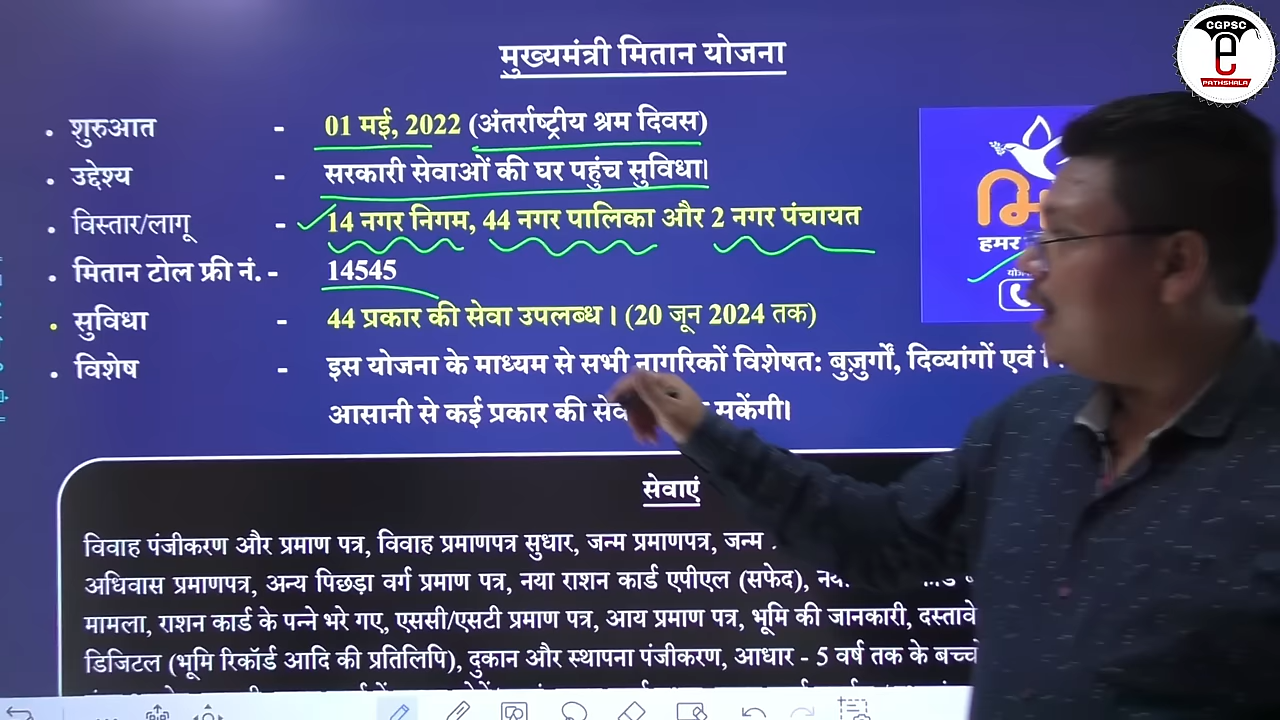 CGPSC
e
PATHSHALA
मुख्यमंत्री मितान योजना
• शुरुआत - 01 मई, 2022 (अंतर्राष्ट्रीय श्रम दिवस)
• उद्देश्य - सरकारी सेवाओं की घर पहुंच सुविधा।
• विस्तार/लागू - 14 नगर निगम, 44 नगर पालिका और 2 नगर पंचायत
• मितान टोल फ्री नं. - 14545
• सुविधा - 44 प्रकार की सेवा उपलब्ध। (20 जून 2024 तक)
• विशेष - इस योजना के माध्यम से सभी नागरिकों विशेषत: बुज़ुर्गों, दिव्यांगों एवं
आसानी से कई प्रकार की सकेंगी।
हमर
सेवाएं
विवाह पंजीकरण और प्रमाण पत्र, विवाह प्रमाणपत्र सुधार, जन्म प्रमाणपत्र, जन्म
अधिवास प्रमाणपत्र, अन्य पिछड़ा वर्ग प्रमाण पत्र, नया राशन कार्ड एपीएल (सफेद),
मामला, राशन कार्ड के पन्ने भरे गए, एससी/एसटी प्रमाण पत्र, आय प्रमाण पत्र, भूमि की जानकारी,
डिजिटल (भूमि रिकॉर्ड आदि की प्रतिलिपि), दुकान और स्थापना पंजीकरण, आधार - 5 वर्ष तक के